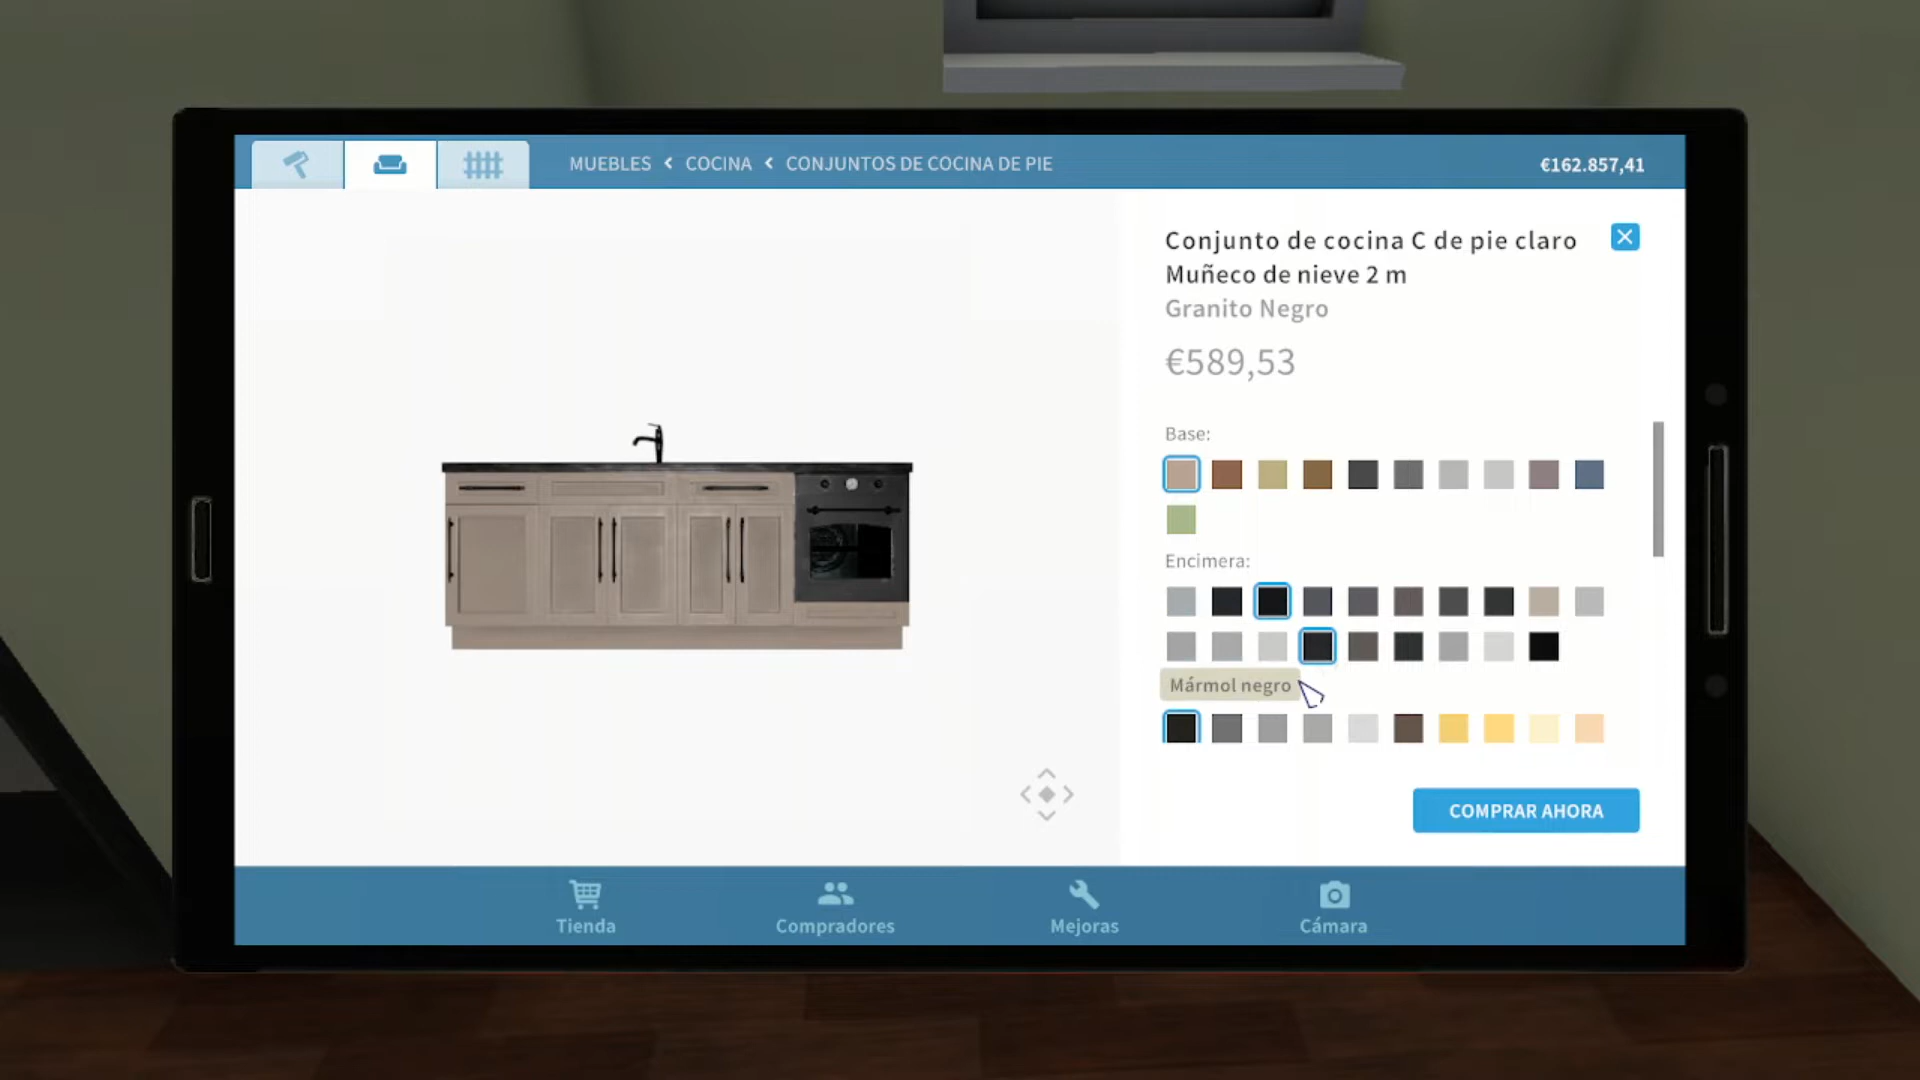 MUEBLES < COCINA < CONJUNTOS DE COCINA DE PIE
€162.857,41
Conjunto de cocina C de pie claro
Muñeco de nieve 2 m
Granito Negro
€589,53
Base:
Encimera:
Mármol negro
COMPRAR AHORA
Tienda
Compradores
Mejoras
Cámara